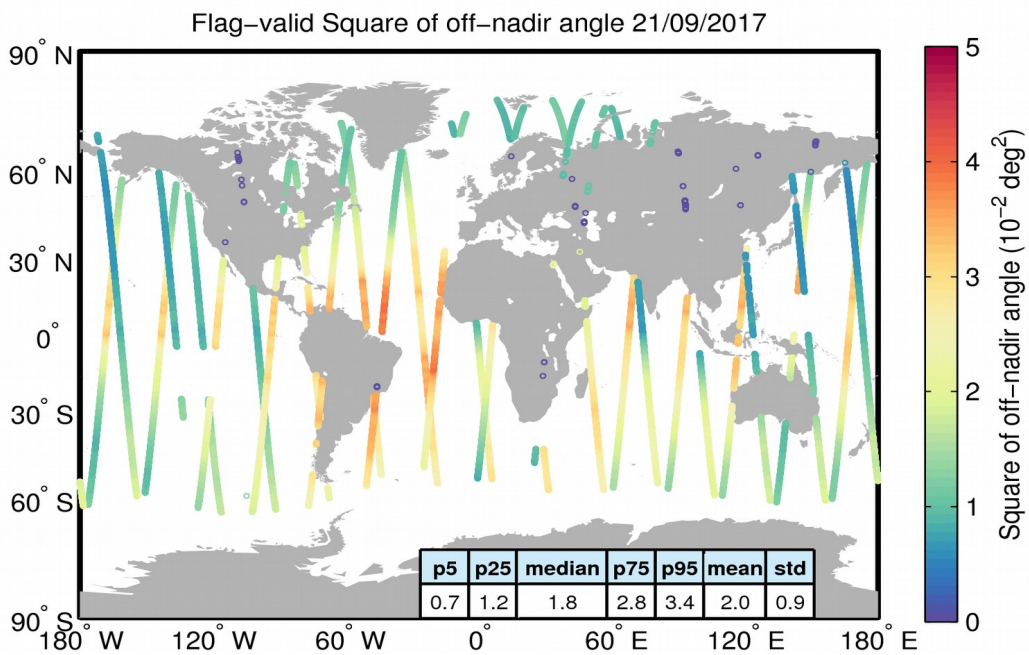 Flag−valid Square of off−nadir angle 21/09/2017
90° N
60° N
30° N
0°
30° S
60° S
90° S
180° W 120° W 60° W 0° 60° E 120° E 180° E
p5 p25 median p75 p95 mean std
0.7 1.2 1.8 2.8 3.4 2.0 0.9
5
4
3
2
1
0
Square of off−nadir angle (10⁻² deg²)